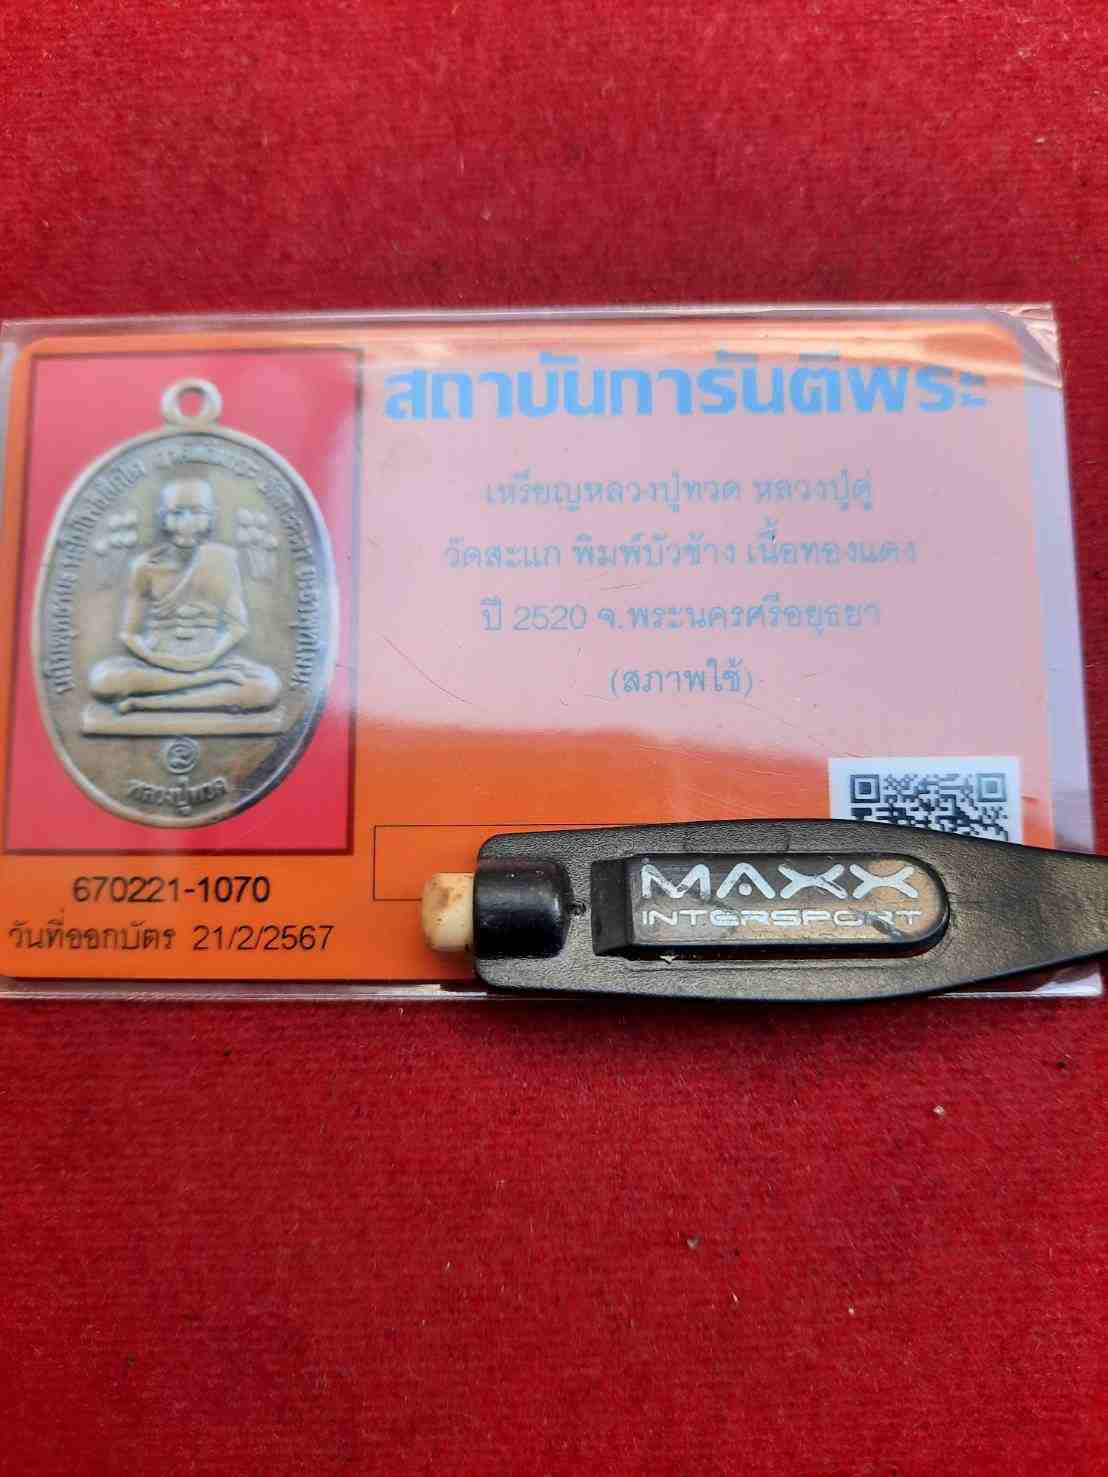 สถาบันการันตีพระ
เหรียญหลวงปู่ทวด หลวงปู่ดู่
วัดสะแก พิมพ์บัวข้าง เนื้อทองแดง
ปี 2520 จ.พระนครศรีอยุธยา
(สภาพใช้)
หลวงปู่ทวด
670221-1070
วันที่ออกบัตร 21/2/2567
MAXX
INTERSPORT